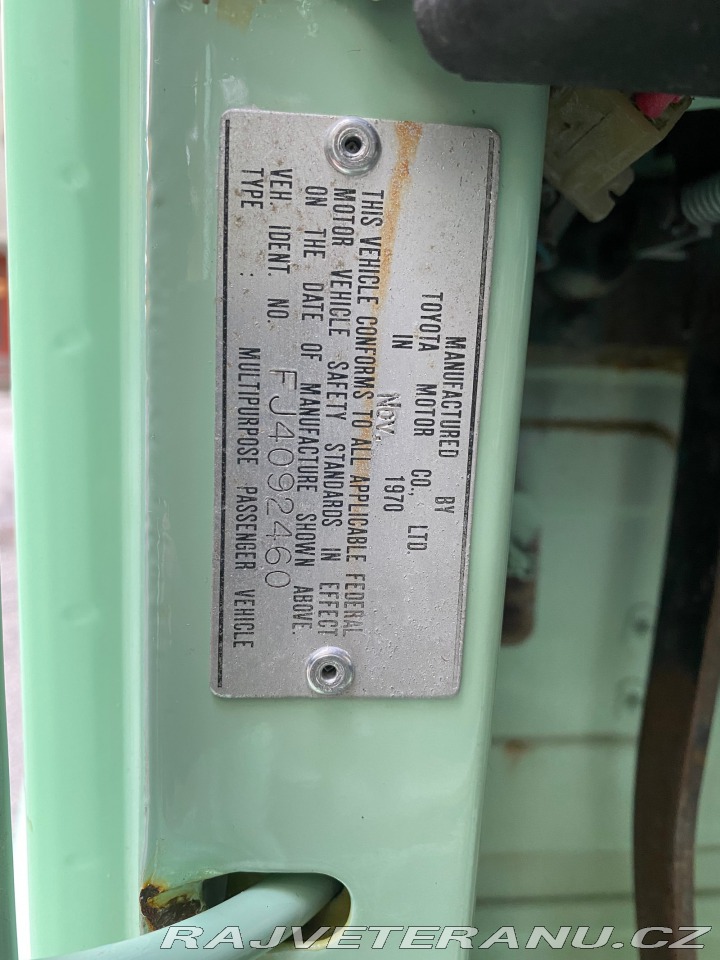 MANUFACTURED BY
TOYOTA MOTOR CO., LTD.
IN
Nov. 1970
THIS VEHICLE CONFORMS TO ALL APPLICABLE FEDERAL
MOTOR VEHICLE SAFETY STANDARDS IN EFFECT
ON THE DATE OF MANUFACTURE SHOWN ABOVE.
VEH. IDENT. NO. FJ4092460
TYPE : MULTIPURPOSE PASSENGER VEHICLE
RAJVETERANU.CZ